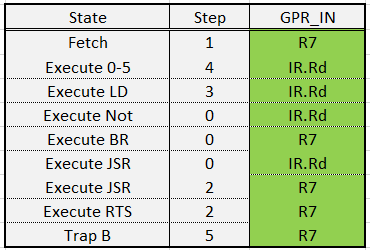 State Step GPR_IN
Fetch 1 R7
Execute 0-5 4 IR.Rd
Execute LD 3 IR.Rd
Execute Not 0 IR.Rd
Execute BR 0 R7
Execute JSR 0 IR.Rd
Execute JSR 2 R7
Execute RTS 2 R7
Trap B 5 R7